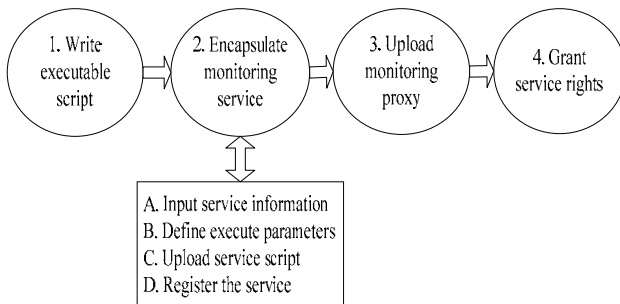 1. Write
executable
script
2. Encapsulate
monitoring
service
3. Upload
monitoring
proxy
4. Grant
service rights
A. Input service information
B. Define execute parameters
C. Upload service script
D. Register the service